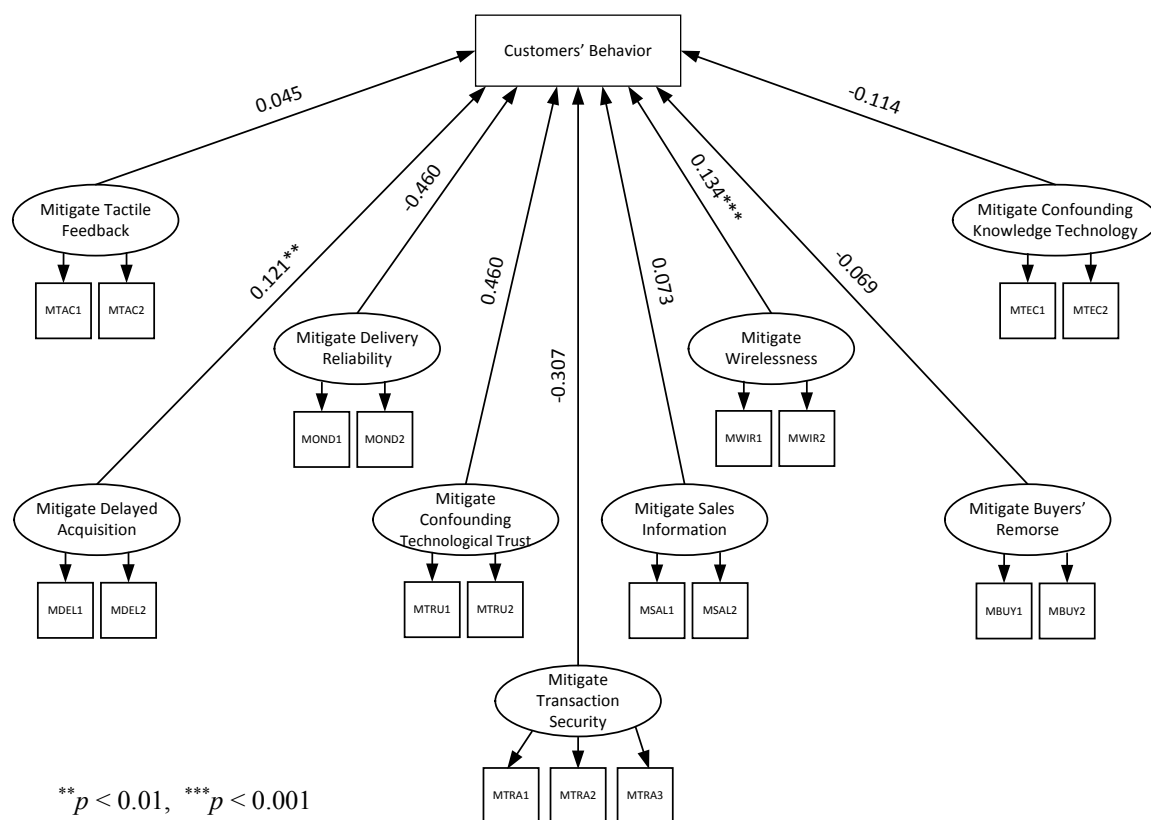 Customers’ Behavior
0.045
-0.114
-0.460
0.134***
Mitigate Tactile
Feedback
Mitigate Confounding
Knowledge Technology
0.121**
0.460
-0.307
0.073
-0.069
MTAC1
MTAC2
MTEC1
MTEC2
Mitigate Delivery
Reliability
Mitigate
Wirelessness
MOND1
MOND2
MWIR1
MWIR2
Mitigate Delayed
Acquisition
Mitigate
Confounding
Technological Trust
Mitigate Sales
Information
Mitigate Buyers’
Remorse
MDEL1
MDEL2
MTRU1
MTRU2
MSAL1
MSAL2
MBUY1
MBUY2
Mitigate
Transaction
Security
MTRA1
MTRA2
MTRA3
**p < 0.01, ***p < 0.001